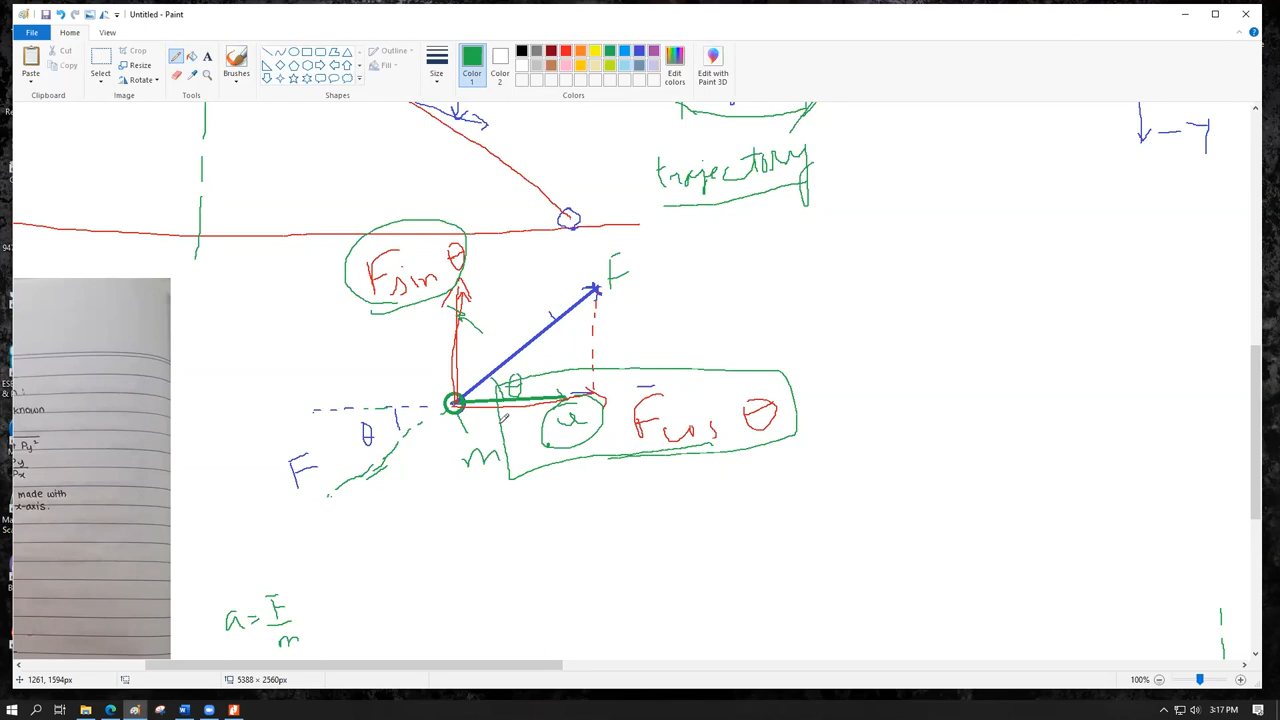 Untitled - Paint
File
Home
View
Paste
Cut
Copy
Clipboard
Select
Crop
Resize
Rotate
Image
Tools
Brushes
Shapes
Outline
Fill
Size
Color 1
Color 2
Colors
Edit colors
Edit with Paint 3D
- Y
trajectory
F sin θ
F
θ
F cos θ
θ
m
F
known
Py²
made with
x-axis.
a = F/m
1261, 1594px
5388 × 2560px
100%
3:17 PM